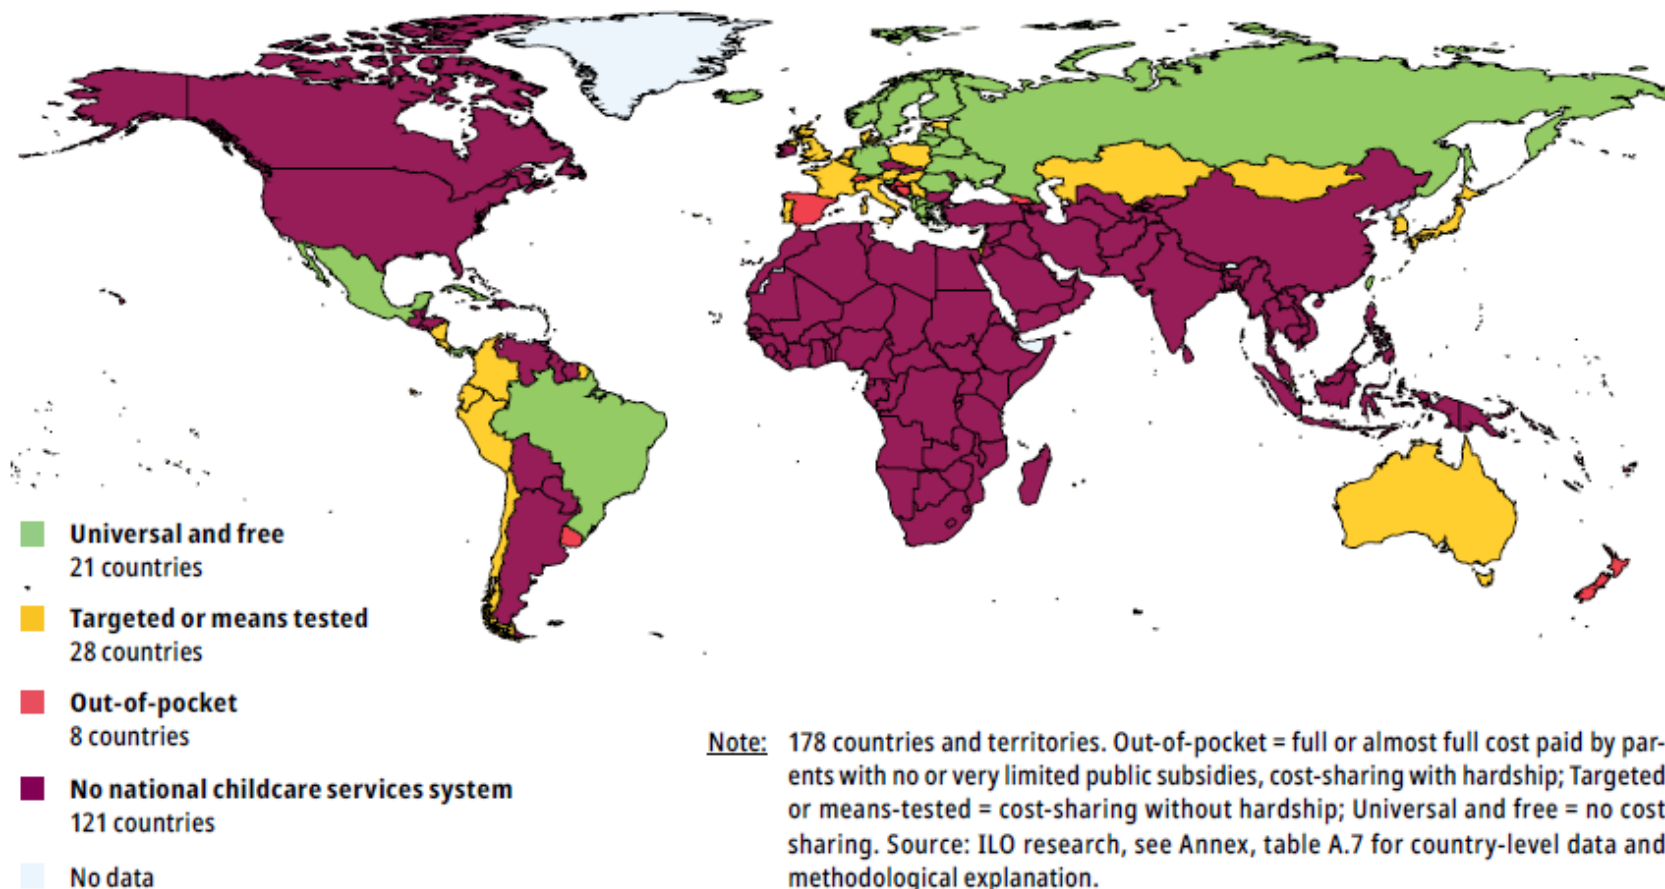 Universal and free
21 countries
Targeted or means tested
28 countries
Out-of-pocket
8 countries
No national childcare services system
121 countries
No data
Note: 178 countries and territories. Out-of-pocket = full or almost full cost paid by par-
ents with no or very limited public subsidies, cost-sharing with hardship; Targeted
or means-tested = cost-sharing without hardship; Universal and free = no cost
sharing. Source: ILO research, see Annex, table A.7 for country-level data and
methodological explanation.